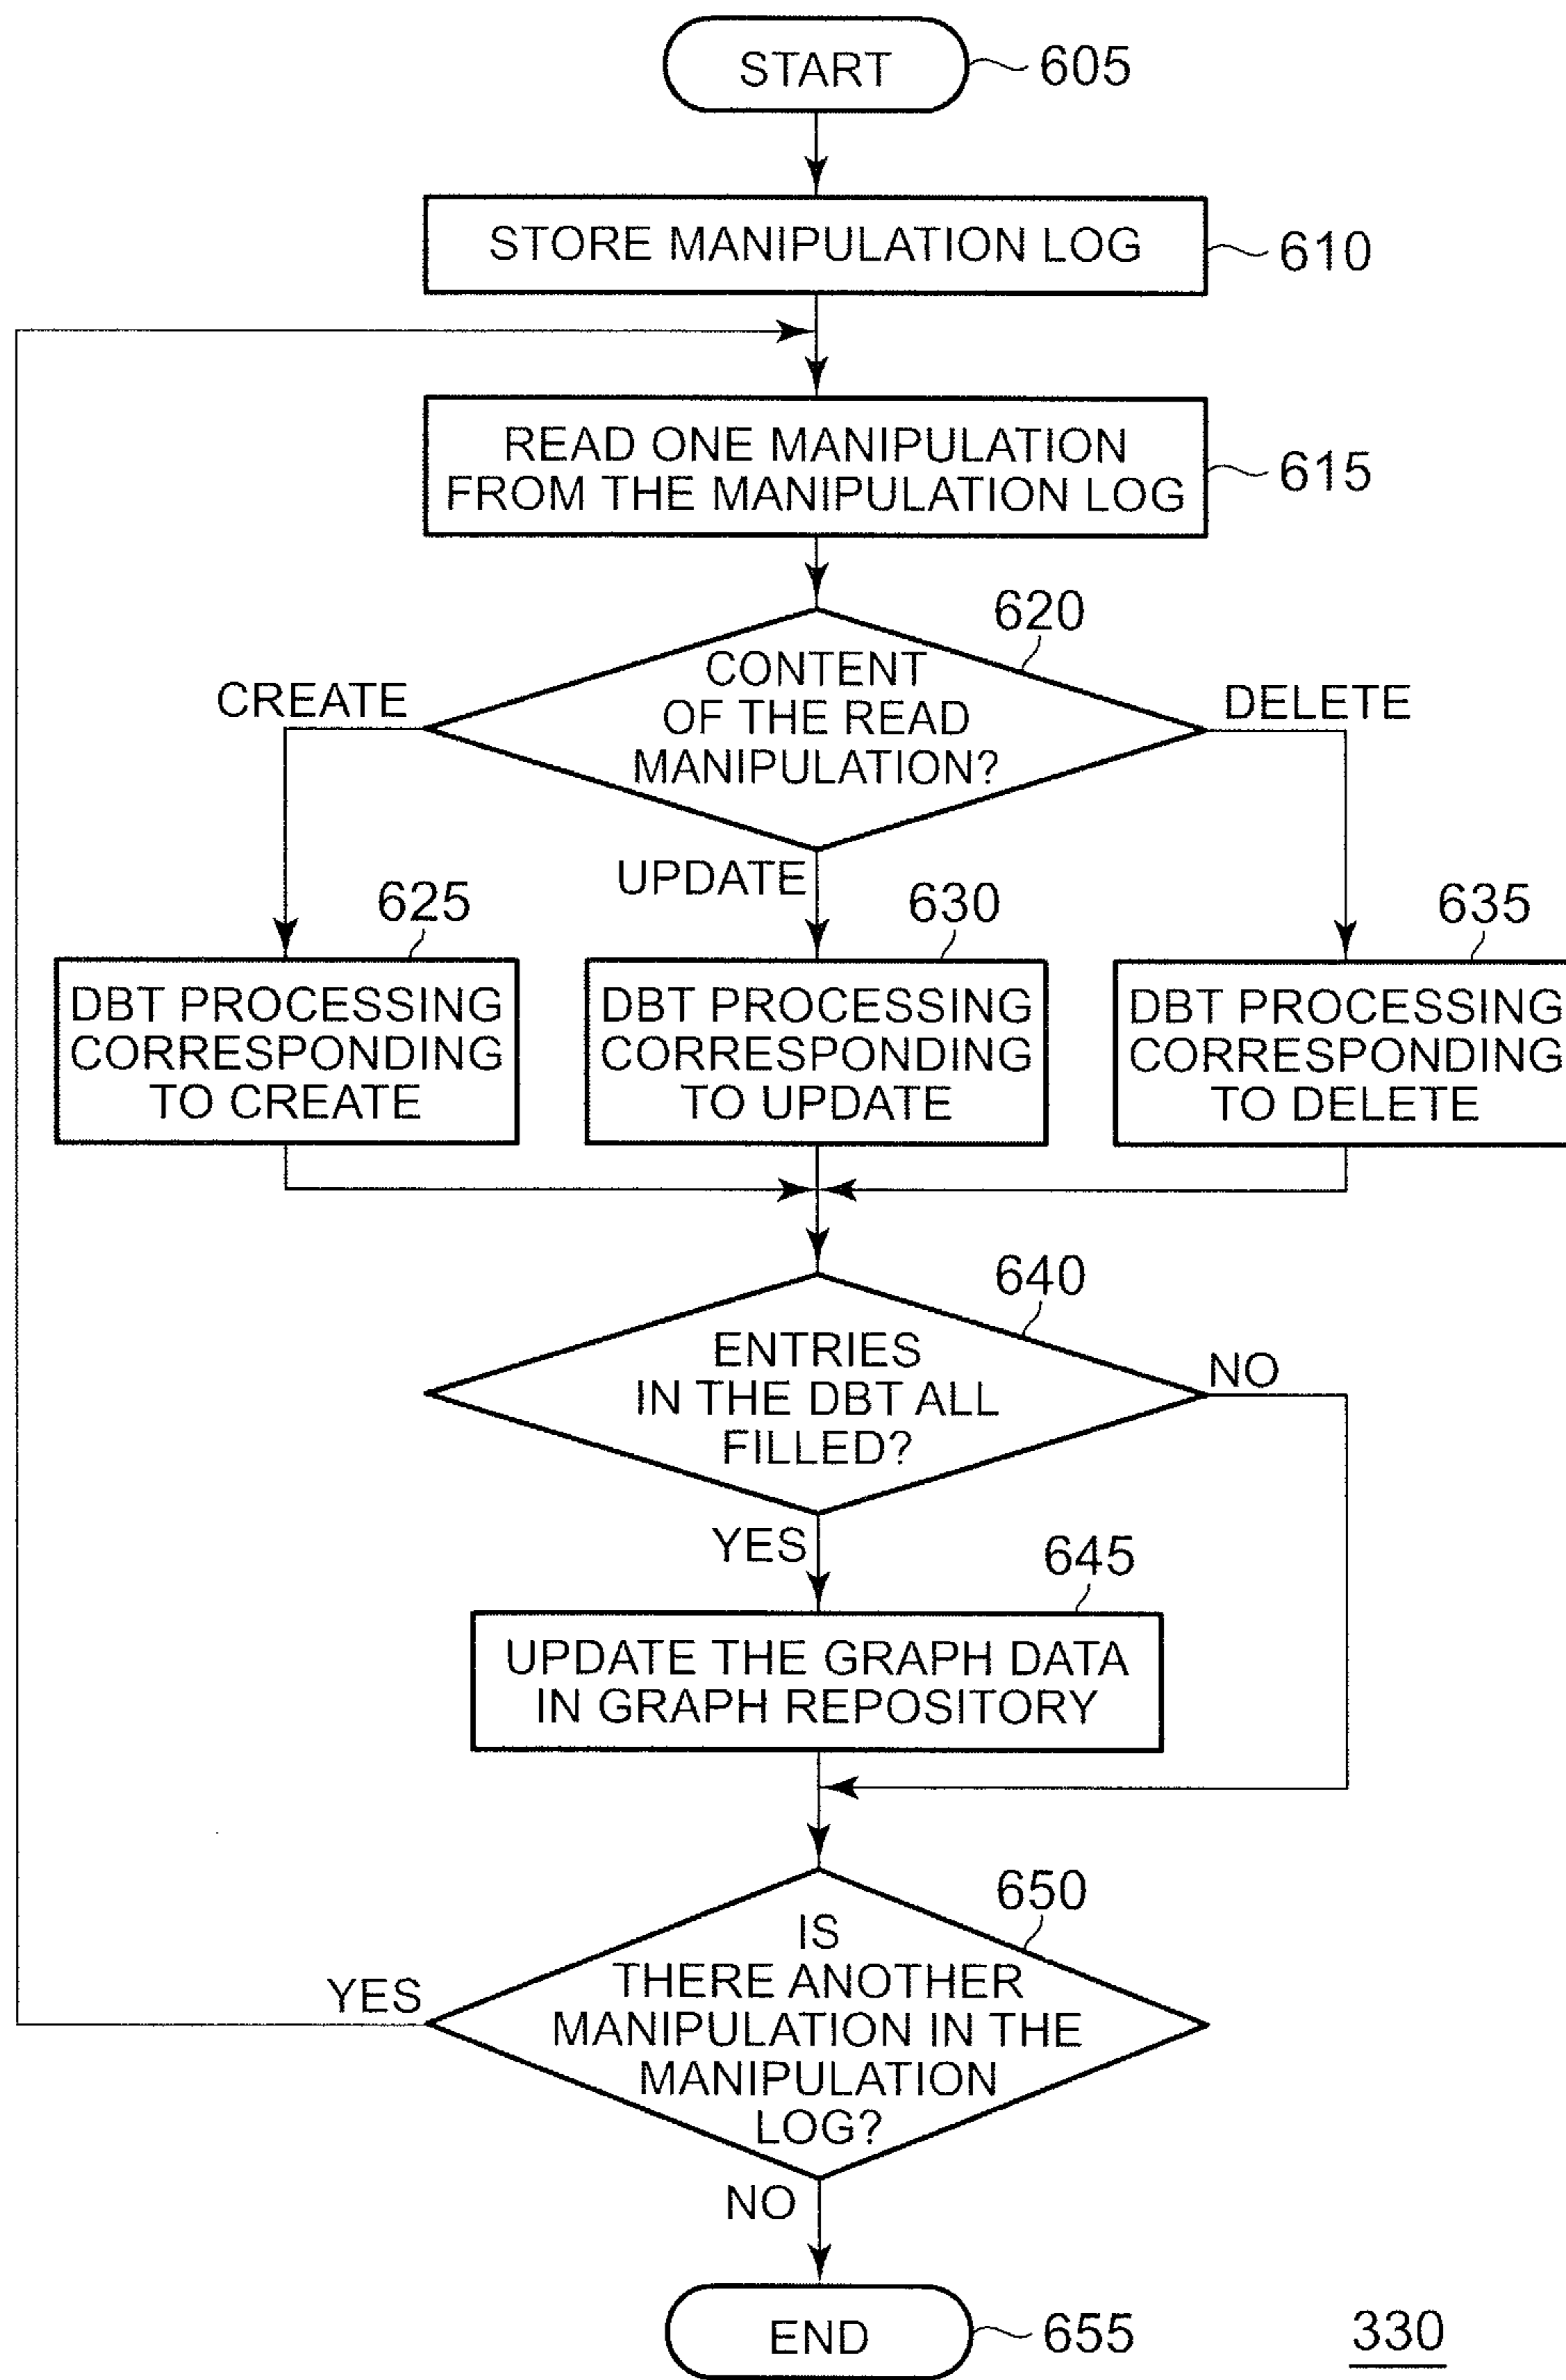 START
605
STORE MANIPULATION LOG
610
READ ONE MANIPULATION
FROM THE MANIPULATION LOG
615
620
CONTENT
OF THE READ
MANIPULATION?
CREATE
DELETE
UPDATE
625
630
635
DBT PROCESSING
CORRESPONDING
TO CREATE
DBT PROCESSING
CORRESPONDING
TO UPDATE
DBT PROCESSING
CORRESPONDING
TO DELETE
640
ENTRIES
IN THE DBT ALL
FILLED?
NO
YES
645
UPDATE THE GRAPH DATA
IN GRAPH REPOSITORY
650
IS
THERE ANOTHER
MANIPULATION IN THE
MANIPULATION
LOG?
YES
NO
END
655
330